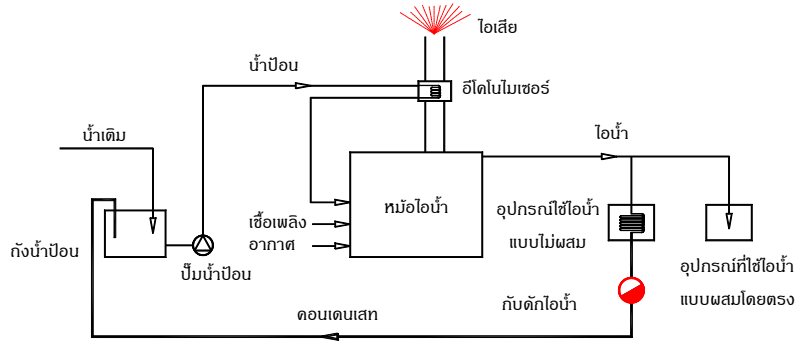 ไอเสีย
น้ำป้อน
อีโคโนไมเซอร์
น้ำเติม
ไอน้ำ
หม้อไอน้ำ
อุปกรณ์ใช้ไอน้ำ
แบบไม่ผสม
เชื้อเพลิง
อากาศ
ถังน้ำป้อน
ปั๊มน้ำป้อน
อุปกรณ์ที่ใช้ไอน้ำ
แบบผสมโดยตรง
กับดักไอน้ำ
คอนเดนเสท